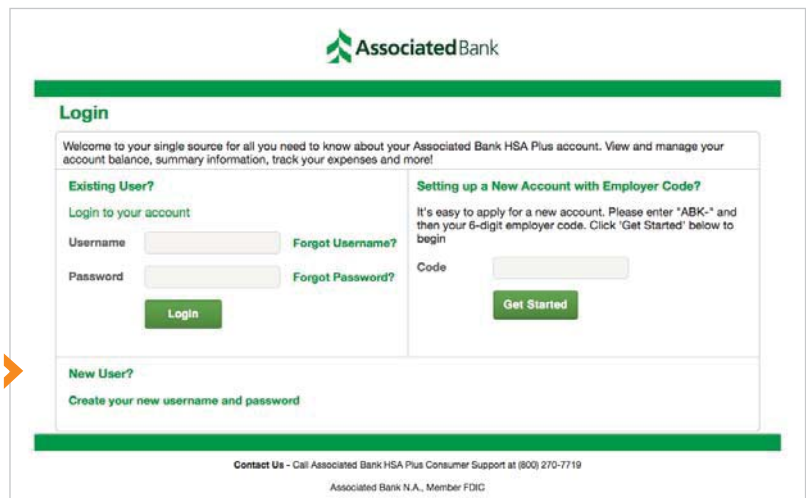 Associated Bank
Login
Welcome to your single source for all you need to know about your Associated Bank HSA Plus account. View and manage your
account balance, summary information, track your expenses and more!
Existing User?
Login to your account
Username
Forgot Username?
Password
Forgot Password?
Login
Setting up a New Account with Employer Code?
It's easy to apply for a new account. Please enter "ABK-" and
then your 6-digit employer code. Click 'Get Started' below to
begin
Code
Get Started
New User?
Create your new username and password
Contact Us - Call Associated Bank HSA Plus Consumer Support at (800) 270-7719
Associated Bank N.A., Member FDIC